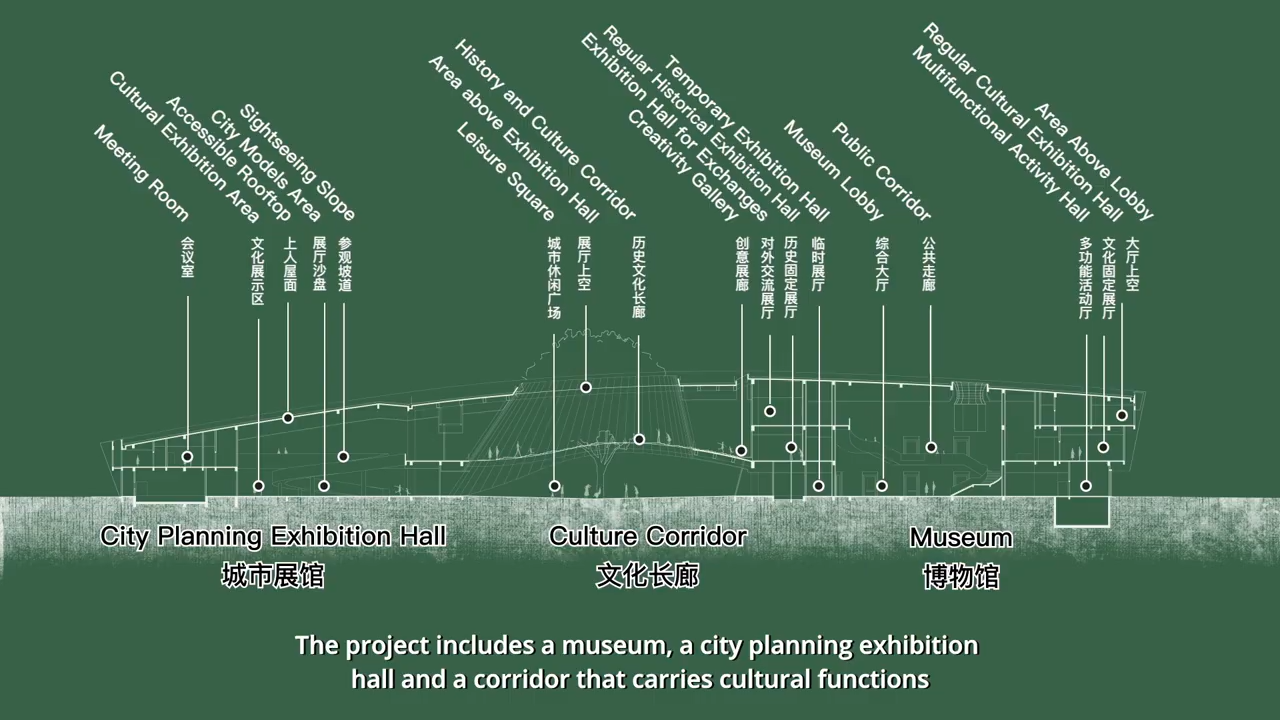 Meeting Room
Cultural Exhibition Area
Accessible Rooftop
City Models Area
Sightseeing Slope
Leisure Square
Area above Exhibition Hall
History and Culture Corridor
Creativity Gallery
Exhibition Hall for Exchanges
Regular Historical Exhibition Hall
Temporary Exhibition Hall
Museum Lobby
Public Corridor
Multifunctional Activity Hall
Regular Cultural Exhibition Hall
Area Above Lobby
会议室
文化展示区
上人屋面
展厅沙盘
参观坡道
城市休闲广场
展厅上空
历史文化长廊
创意展廊
对外交流展厅
历史固定展厅
临时展厅
综合大厅
公共走廊
多功能活动厅
文化固定展厅
大厅上空
City Planning Exhibition Hall
城市展馆
Culture Corridor
文化长廊
Museum
博物馆
The project includes a museum, a city planning exhibition
hall and a corridor that carries cultural functions